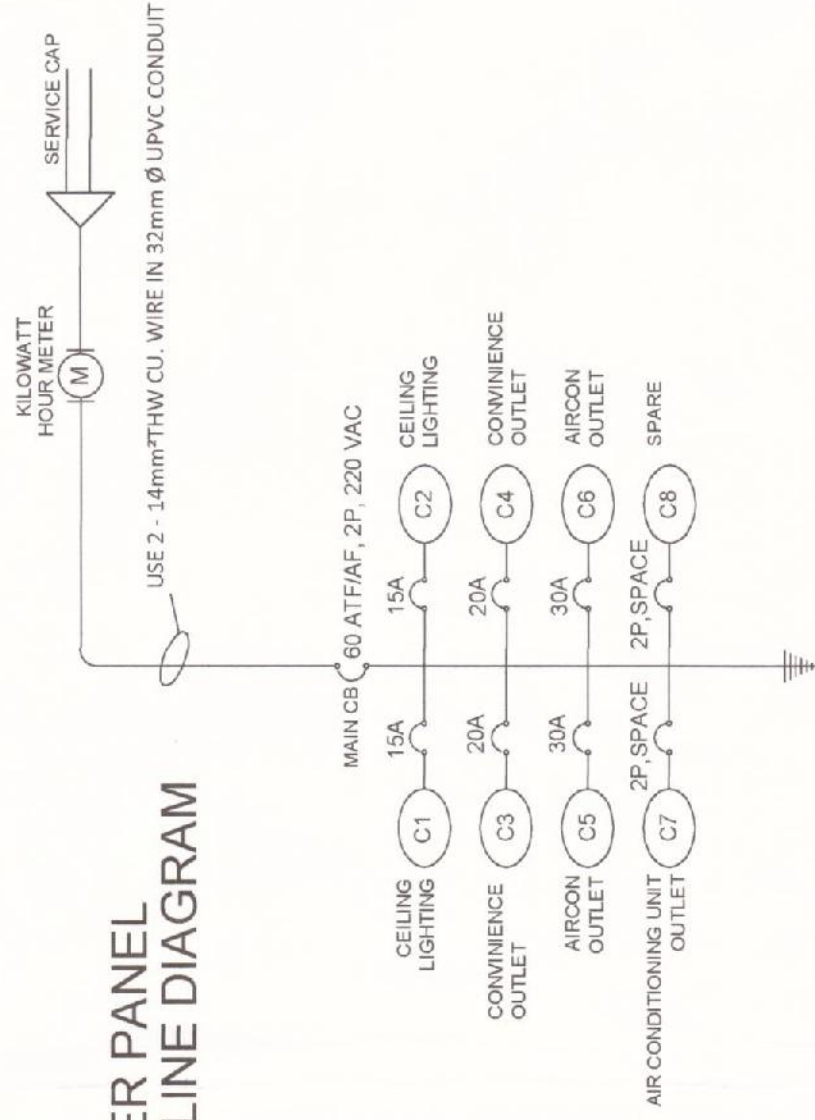 ER PANEL
LINE DIAGRAM
KILOWATT
HOUR METER
M
SERVICE CAP
USE 2 - 14mm²THW CU. WIRE IN 32mm Ø UPVC CONDUIT
MAIN CB
60 ATF/AF, 2P, 220 VAC
CEILING
LIGHTING
C1
15A
15A
C2
CEILING
LIGHTING
CONVINIENCE
OUTLET
C3
20A
20A
C4
CONVINIENCE
OUTLET
AIRCON
OUTLET
C5
30A
30A
C6
AIRCON
OUTLET
AIR CONDITIONING UNIT
OUTLET
C7
2P,SPACE
2P,SPACE
C8
SPARE